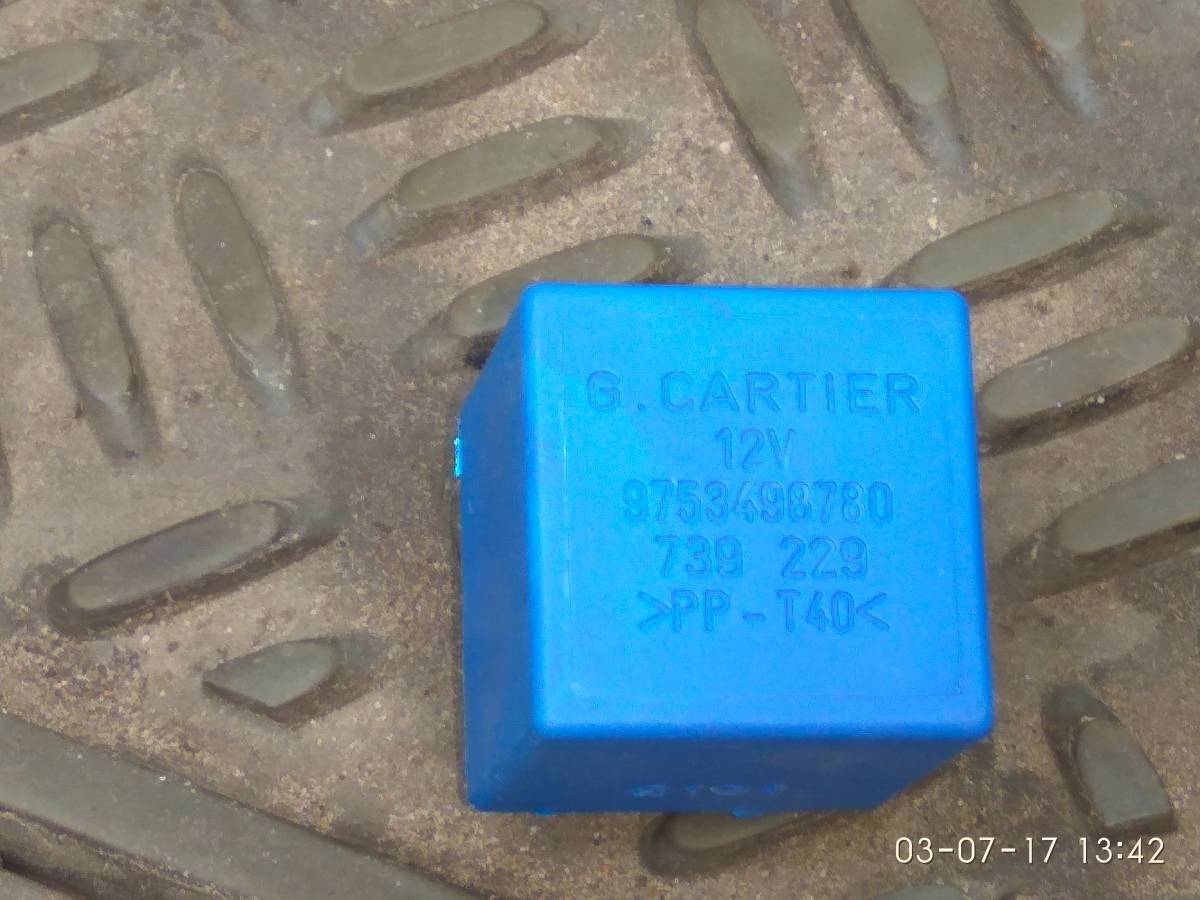 G.CARTIER
12V
9753498780
739 229
>PP-T40<
03-07-17 13:42